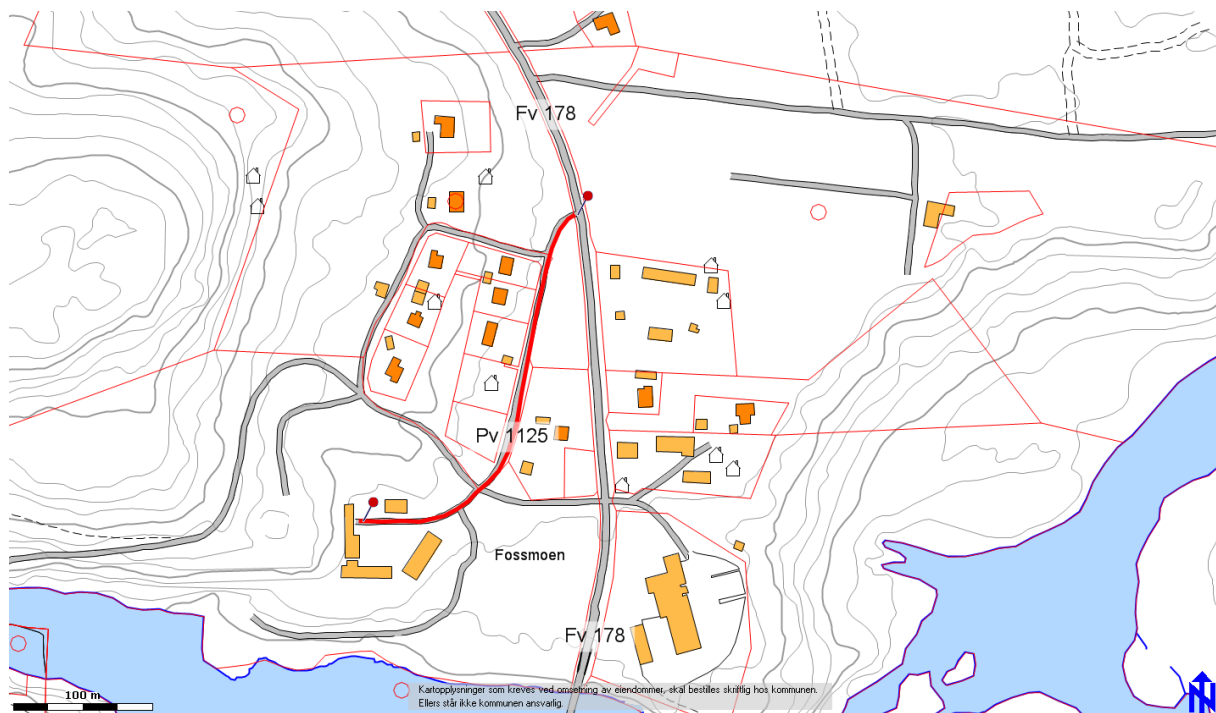 Fv 178
Pv 1125
Fossmoen
Fv 178
100 m
Kartopplysninger som kreves ved omsetning av eiendommer, skal bestilles skriftlig hos kommunen.
Ellers står ikke kommunen ansvarlig.
N